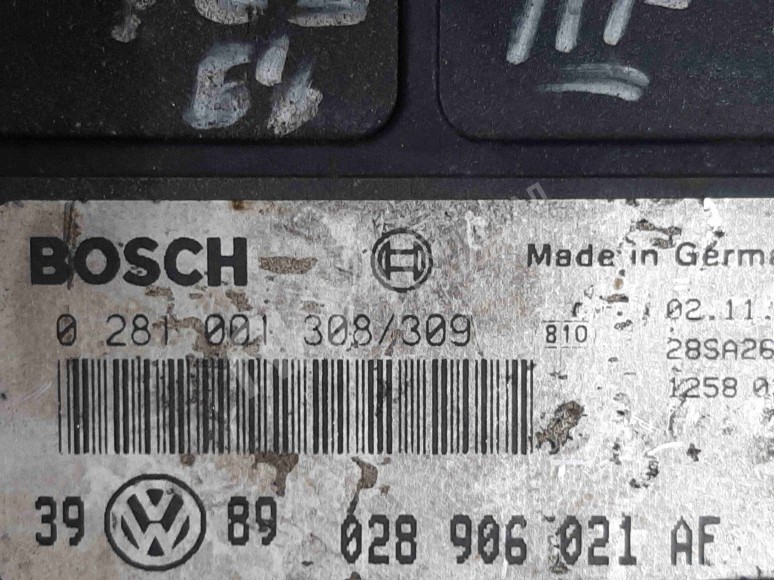 64
BOSCH
Made in Germa
0 281 001 308/309
810
02.11.
28SA26
1258 0
39 89 028 906 021 AF